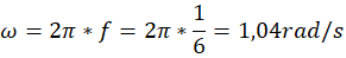 ω = 2π * f = 2π * 1/6 = 1,04rad/s